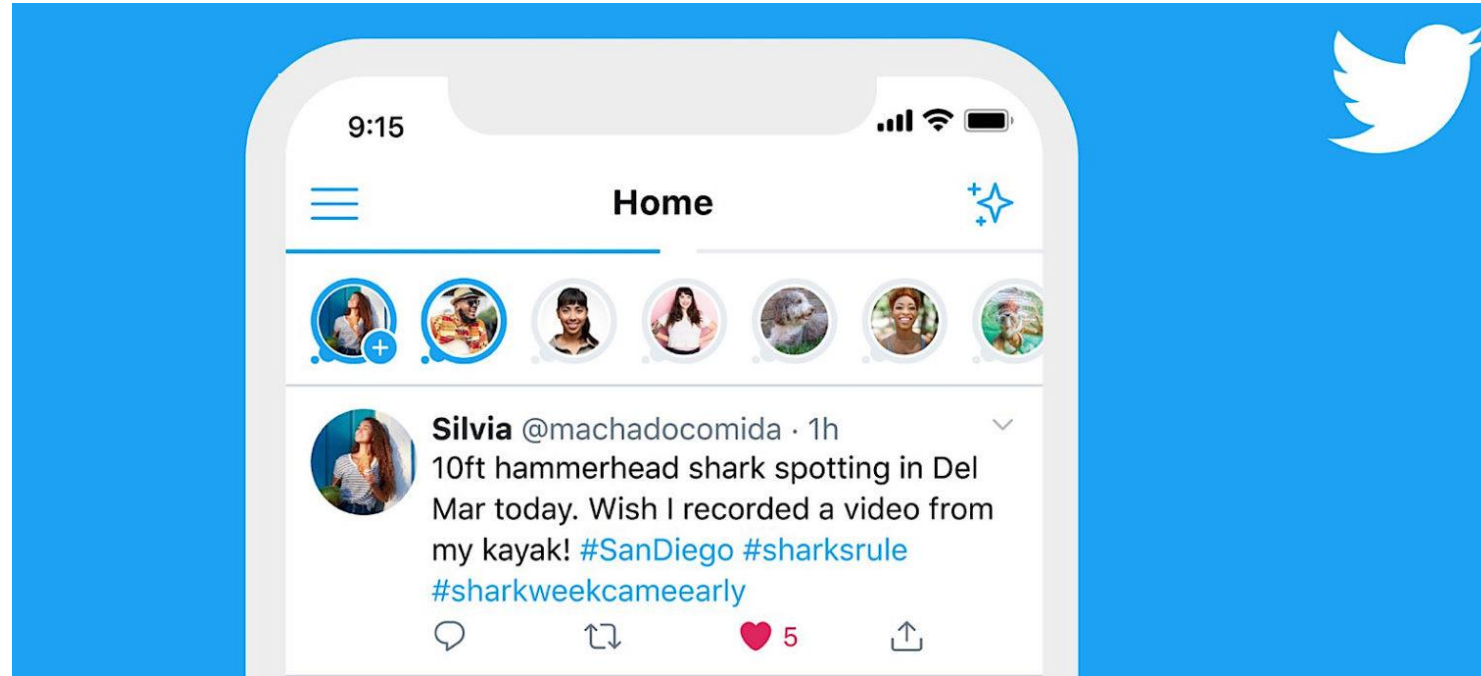 9:15
Home
Silvia @machadocomida · 1h
10ft hammerhead shark spotting in Del
Mar today. Wish I recorded a video from
my kayak! #SanDiego #sharksrule
#sharkweekcameearly
5